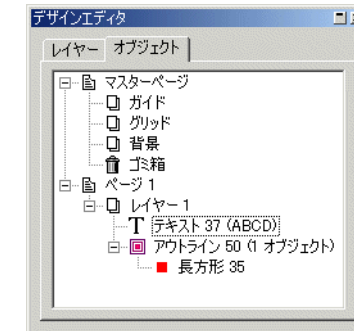 デザインエディタ
レイヤー オブジェクト
マスターページ
ガイド
グリッド
背景
ゴミ箱
ページ 1
レイヤー 1
T テキスト 37 (ABCD)
アウトライン 50 (1 オブジェクト)
長方形 35